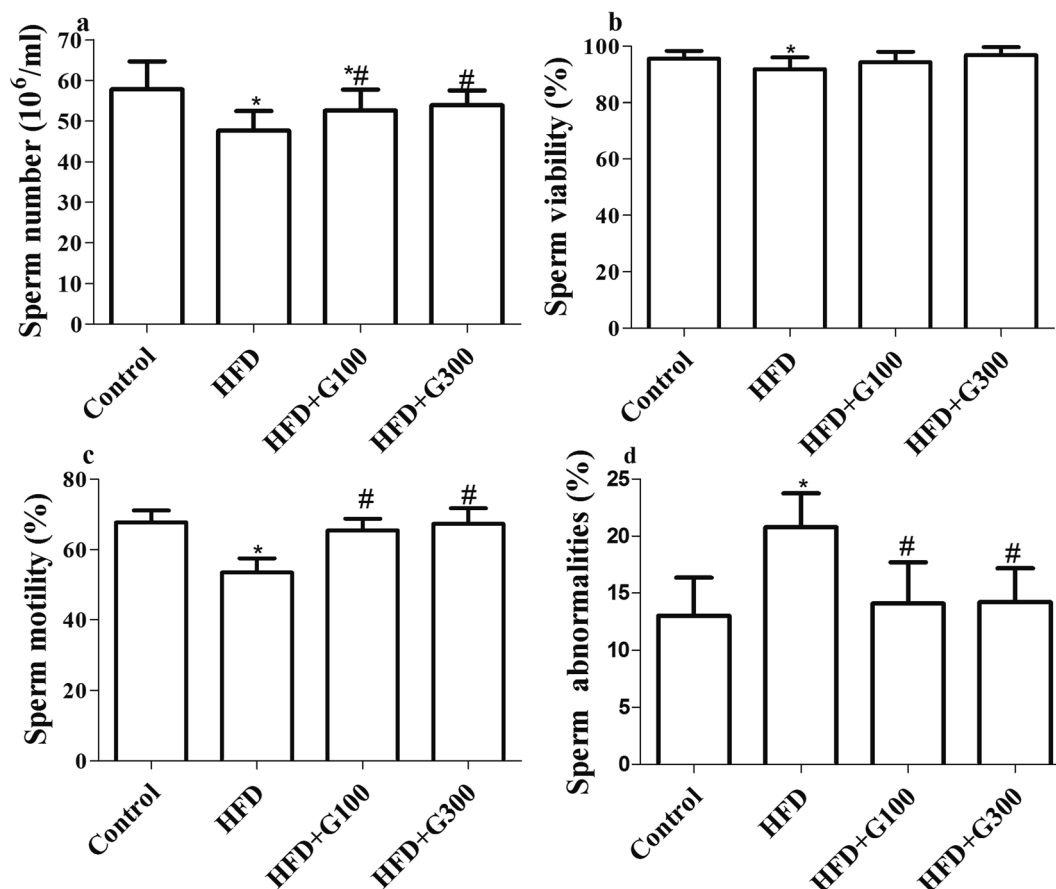 a
Sperm number (10⁶/ml)
70
60
50
40
30
20
10
0
*
*#
#
Control
HFD
HFD+G100
HFD+G300
b
Sperm viability (%)
100
80
60
40
20
0
*
Control
HFD
HFD+G100
HFD+G300
c
Sperm motility (%)
80
60
40
20
0
*
#
#
Control
HFD
HFD+G100
HFD+G300
d
Sperm abnormalities (%)
25
20
15
10
5
0
*
#
#
Control
HFD
HFD+G100
HFD+G300